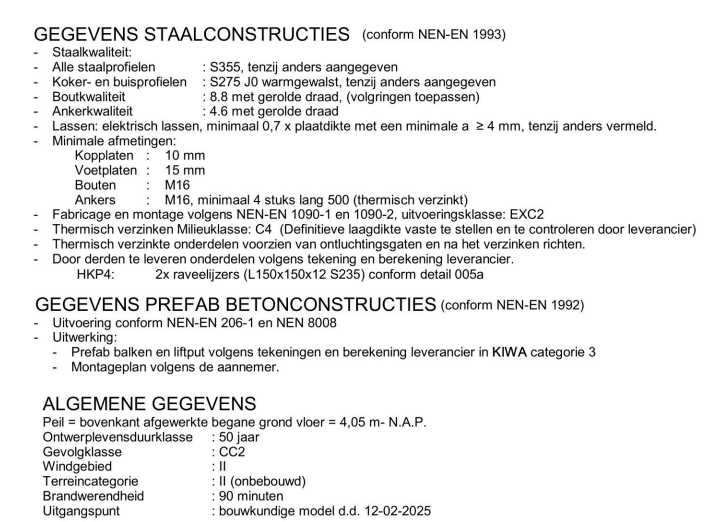 GEGEVENS STAALCONSTRUCTIES (conform NEN-EN 1993)
- Staalkwaliteit:
- Alle staalprofielen : S355, tenzij anders aangegeven
- Koker- en buisprofielen : S275 J0 warmgewalst, tenzij anders aangegeven
- Boutkwaliteit : 8.8 met gerolde draad, (volgringen toepassen)
- Ankerkwaliteit : 4.6 met gerolde draad
- Lassen: elektrisch lassen, minimaal 0,7 x plaatdikte met een minimale a ≥ 4 mm, tenzij anders vermeld.
- Minimale afmetingen:
Kopplaten : 10 mm
Voetplaten : 15 mm
Bouten : M16
Ankers : M16, minimaal 4 stuks lang 500 (thermisch verzinkt)
- Fabricage en montage volgens NEN-EN 1090-1 en 1090-2, uitvoeringsklasse: EXC2
- Thermisch verzinken Milieuklasse: C4 (Definitieve laagdikte vaste te stellen en te controleren door leverancier)
- Thermisch verzinkte onderdelen voorzien van ontluchtingsgaten en na het verzinken richten.
- Door derden te leveren onderdelen volgens tekening en berekening leverancier.
HKP4: 2x raveelijzers (L150x150x12 S235) conform detail 005a
GEGEVENS PREFAB BETONCONSTRUCTIES (conform NEN-EN 1992)
- Uitvoering conform NEN-EN 206-1 en NEN 8008
- Uitwerking:
- Prefab balken en liftput volgens tekeningen en berekening leverancier in KIWA categorie 3
- Montageplan volgens de aannemer.
ALGEMENE GEGEVENS
Peil = bovenkant afgewerkte begane grond vloer = 4,05 m- N.A.P.
Ontwerplevensduurklasse : 50 jaar
Gevolgklasse : CC2
Windgebied : II
Terreincategorie : II (onbebouwd)
Brandwerendheid : 90 minuten
Uitgangspunt : bouwkundige model d.d. 12-02-2025